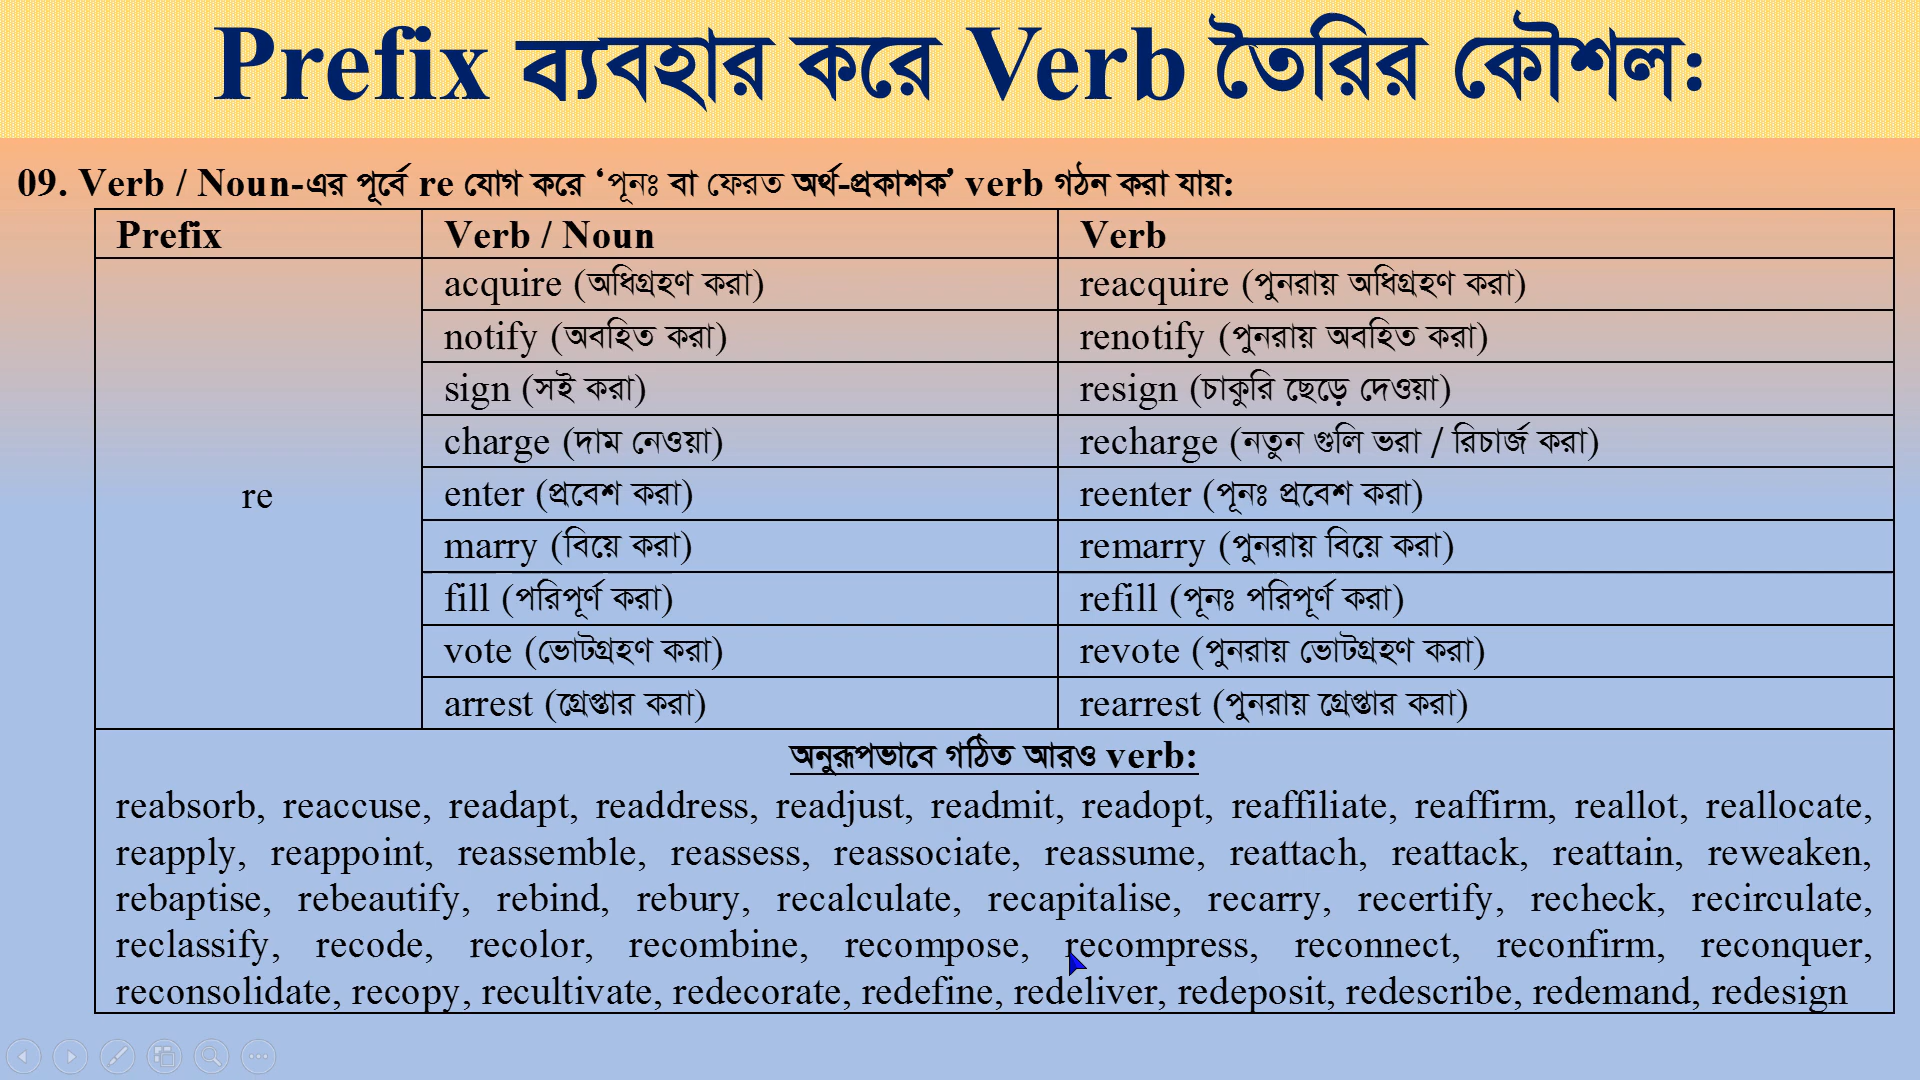 Prefix ব্যবহার করে Verb তৈরির কৌশল:
09. Verb / Noun-এর পূর্বে re যোগ করে ‘পূনঃ বা ফেরত অর্থ-প্রকাশক’ verb গঠন করা যায়:
Prefix Verb / Noun Verb
acquire (অধিগ্রহণ করা) reacquire (পুনরায় অধিগ্রহণ করা)
notify (অবহিত করা) renotify (পুনরায় অবহিত করা)
sign (সই করা) resign (চাকুরি ছেড়ে দেওয়া)
charge (দাম নেওয়া) recharge (নতুন গুলি ভরা / রিচার্জ করা)
re enter (প্রবেশ করা) reenter (পূনঃ প্রবেশ করা)
marry (বিয়ে করা) remarry (পুনরায় বিয়ে করা)
fill (পরিপূর্ণ করা) refill (পূনঃ পরিপূর্ণ করা)
vote (ভোটগ্রহণ করা) revote (পুনরায় ভোটগ্রহণ করা)
arrest (গ্রেপ্তার করা) rearrest (পুনরায় গ্রেপ্তার করা)
অনুরূপভাবে গঠিত আরও verb:
reabsorb, reaccuse, readapt, readdress, readjust, readmit, readopt, reaffiliate, reaffirm, reallot, reallocate,
reapply, reappoint, reassemble, reassess, reassociate, reassume, reattach, reattack, reattain, reweaken,
rebaptise, rebeautify, rebind, rebury, recalculate, recapitalise, recarry, recertify, recheck, recirculate,
reclassify, recode, recolor, recombine, recompose, recompress, reconnect, reconfirm, reconquer,
reconsolidate, recopy, recultivate, redecorate, redefine, redeliver, redeposit, redescribe, redemand, redesign